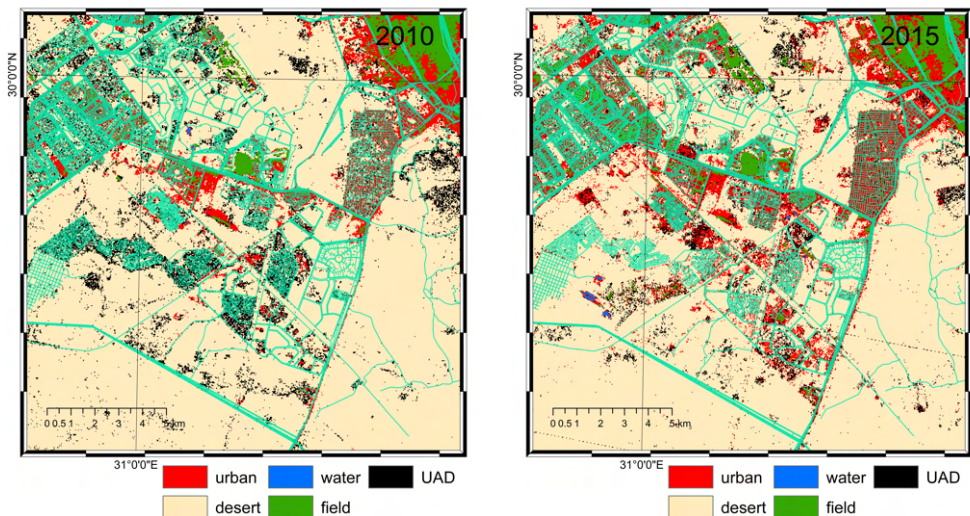 2010
30°0'0"N
0 0.5 1 2 3 4 5 km
31°0'0"E
urban water UAD
desert field
2015
30°0'0"N
0 0.5 1 2 3 4 5 km
31°0'0"E
urban water UAD
desert field